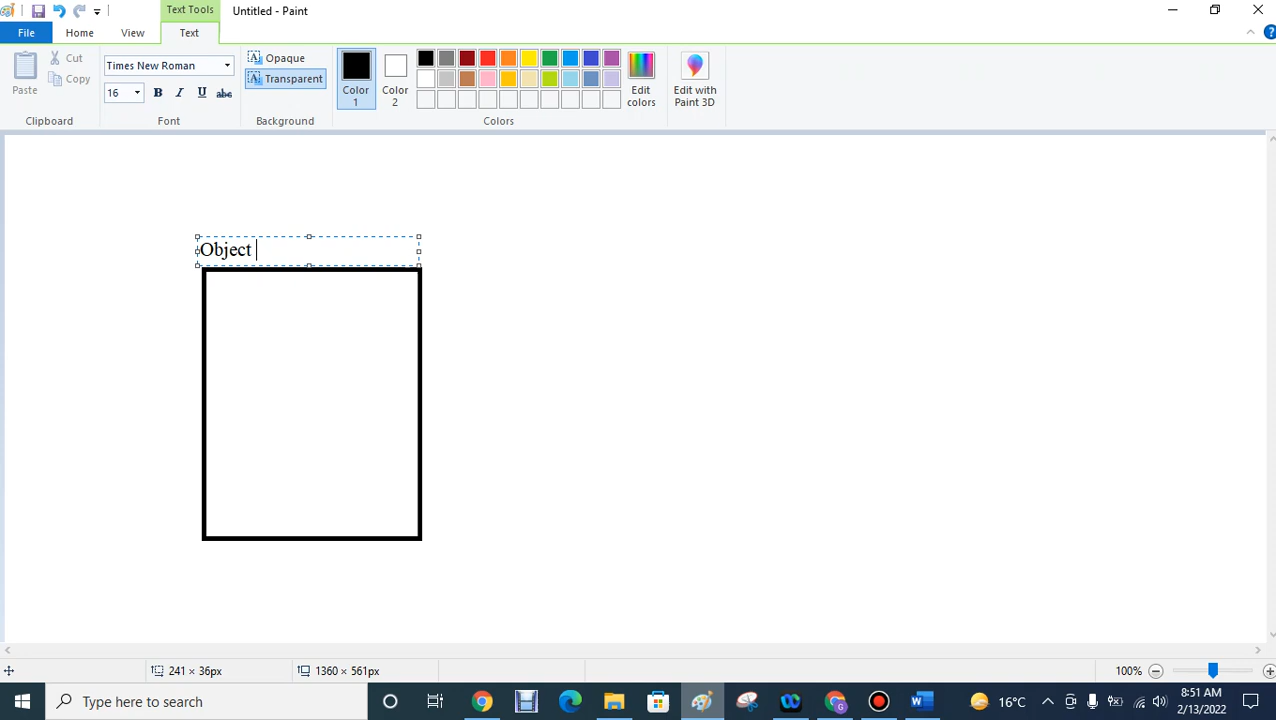 Text Tools
Untitled - Paint
File
Home
View
Text
Paste
Cut
Copy
Clipboard
Times New Roman
16
B
I
U
abc
Font
Opaque
Transparent
Background
Color 1
Color 2
Colors
Edit colors
Edit with Paint 3D
Object
241 × 36px
1360 × 561px
100%
Type here to search
16°C
8:51 AM
2/13/2022